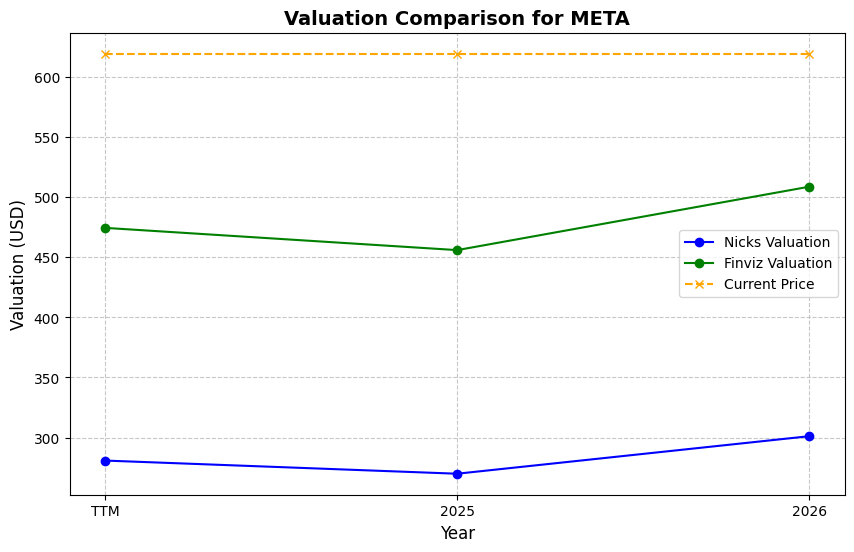 Valuation Comparison for META
Valuation (USD)
600
550
500
450
400
350
300
Nicks Valuation
Finviz Valuation
Current Price
TTM
2025
2026
Year